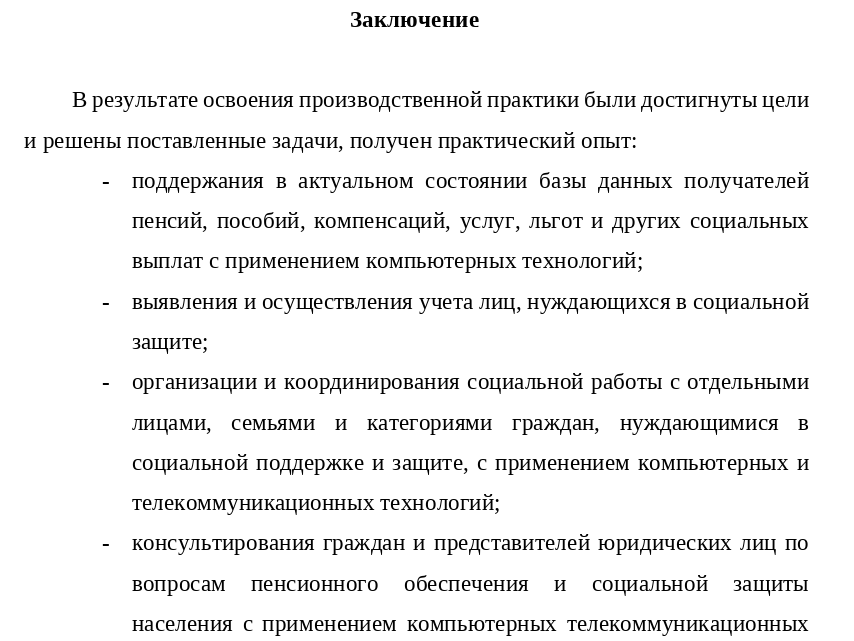 Заключение
В результате освоения производственной практики были достигнуты цели
и решены поставленные задачи, получен практический опыт:
- поддержания в актуальном состоянии базы данных получателей
пенсий, пособий, компенсаций, услуг, льгот и других социальных
выплат с применением компьютерных технологий;
- выявления и осуществления учета лиц, нуждающихся в социальной
защите;
- организации и координирования социальной работы с отдельными
лицами, семьями и категориями граждан, нуждающимися в
социальной поддержке и защите, с применением компьютерных и
телекоммуникационных технологий;
- консультирования граждан и представителей юридических лиц по
вопросам пенсионного обеспечения и социальной защиты
населения с применением компьютерных телекоммуникационных